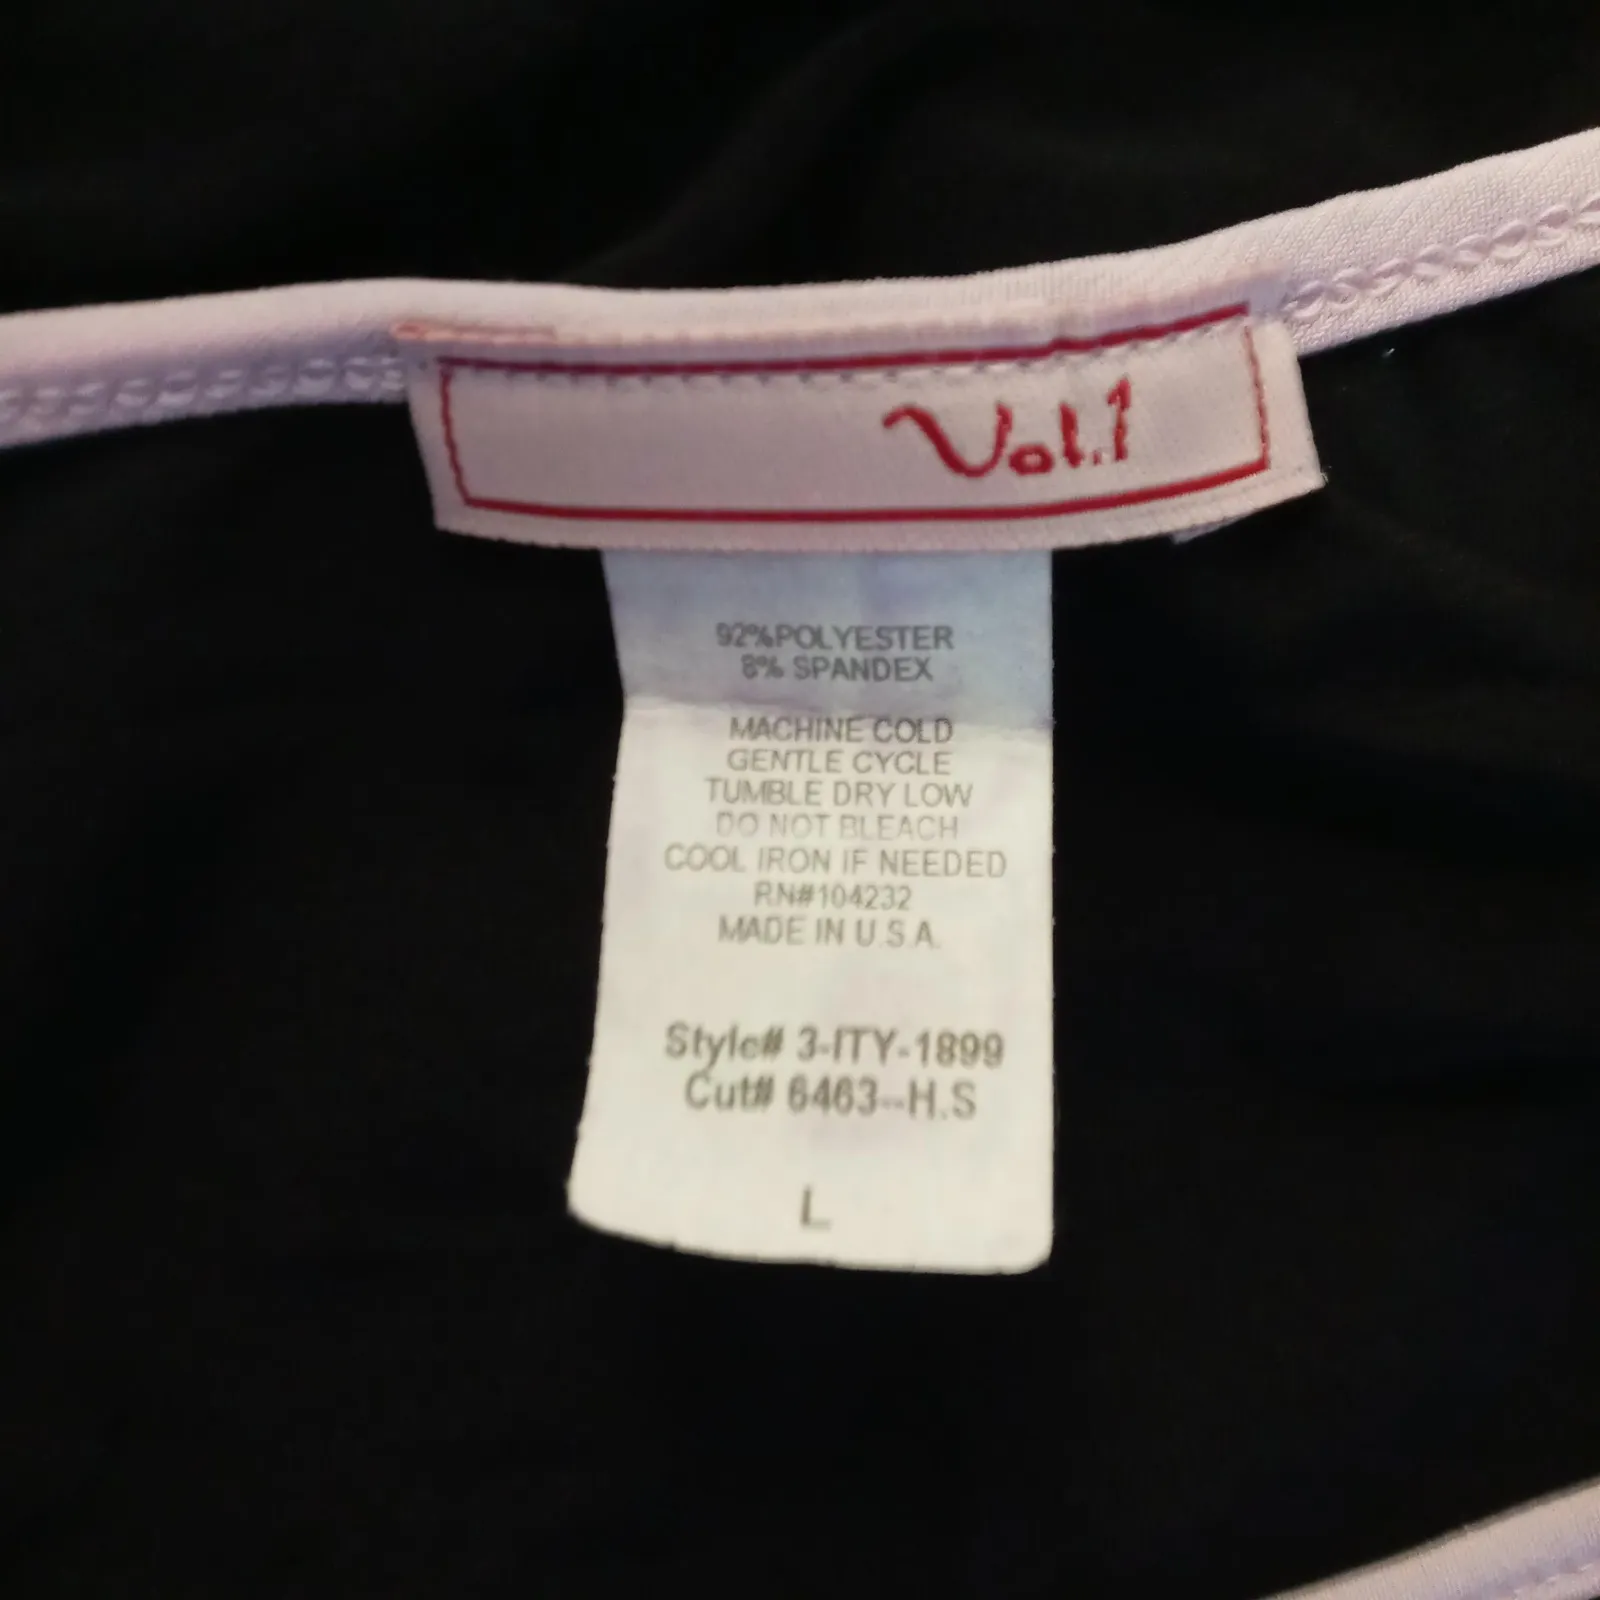 Vol.1
92%POLYESTER
8% SPANDEX
MACHINE COLD
GENTLE CYCLE
TUMBLE DRY LOW
DO NOT BLEACH
COOL IRON IF NEEDED
RN#104232
MADE IN U.S.A.
Style# 3-ITY-1899
Cut# 6463--H.S
L